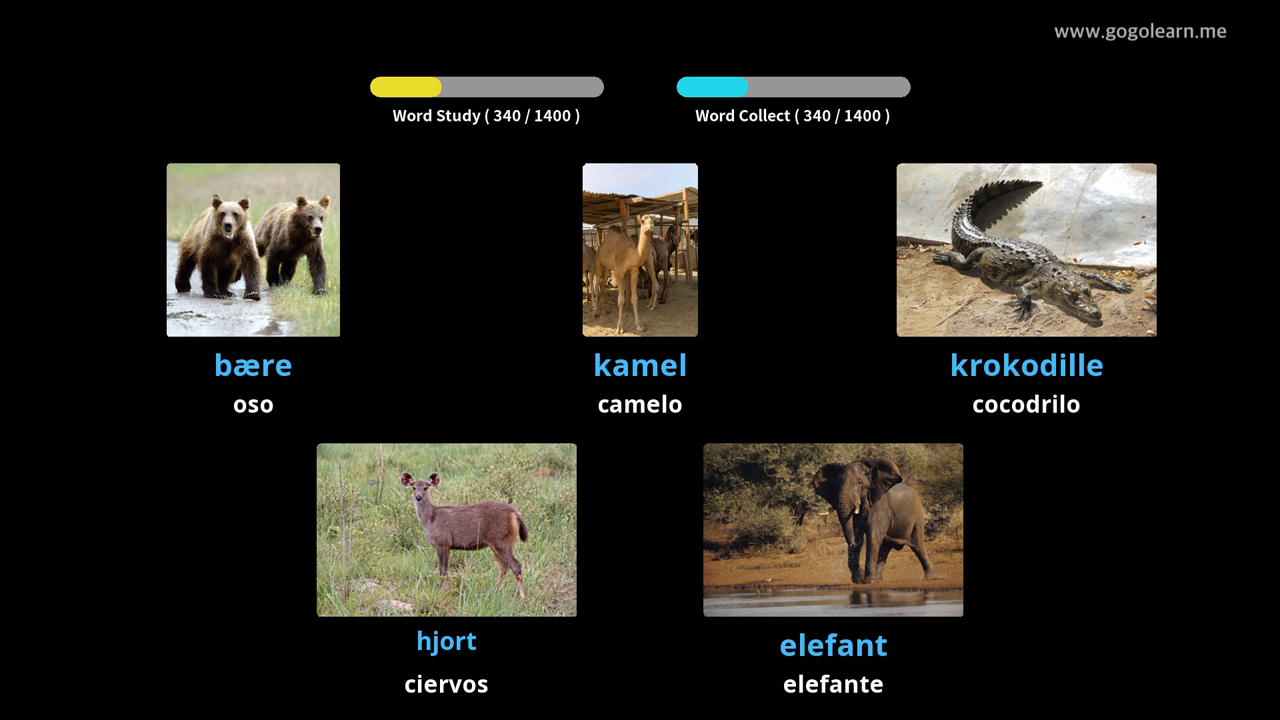 www.gogolearn.me
Word Study ( 340 / 1400 )
Word Collect ( 340 / 1400 )
bære
kamel
krokodille
oso
camelo
cocodrilo
hjort
elefant
ciervos
elefante